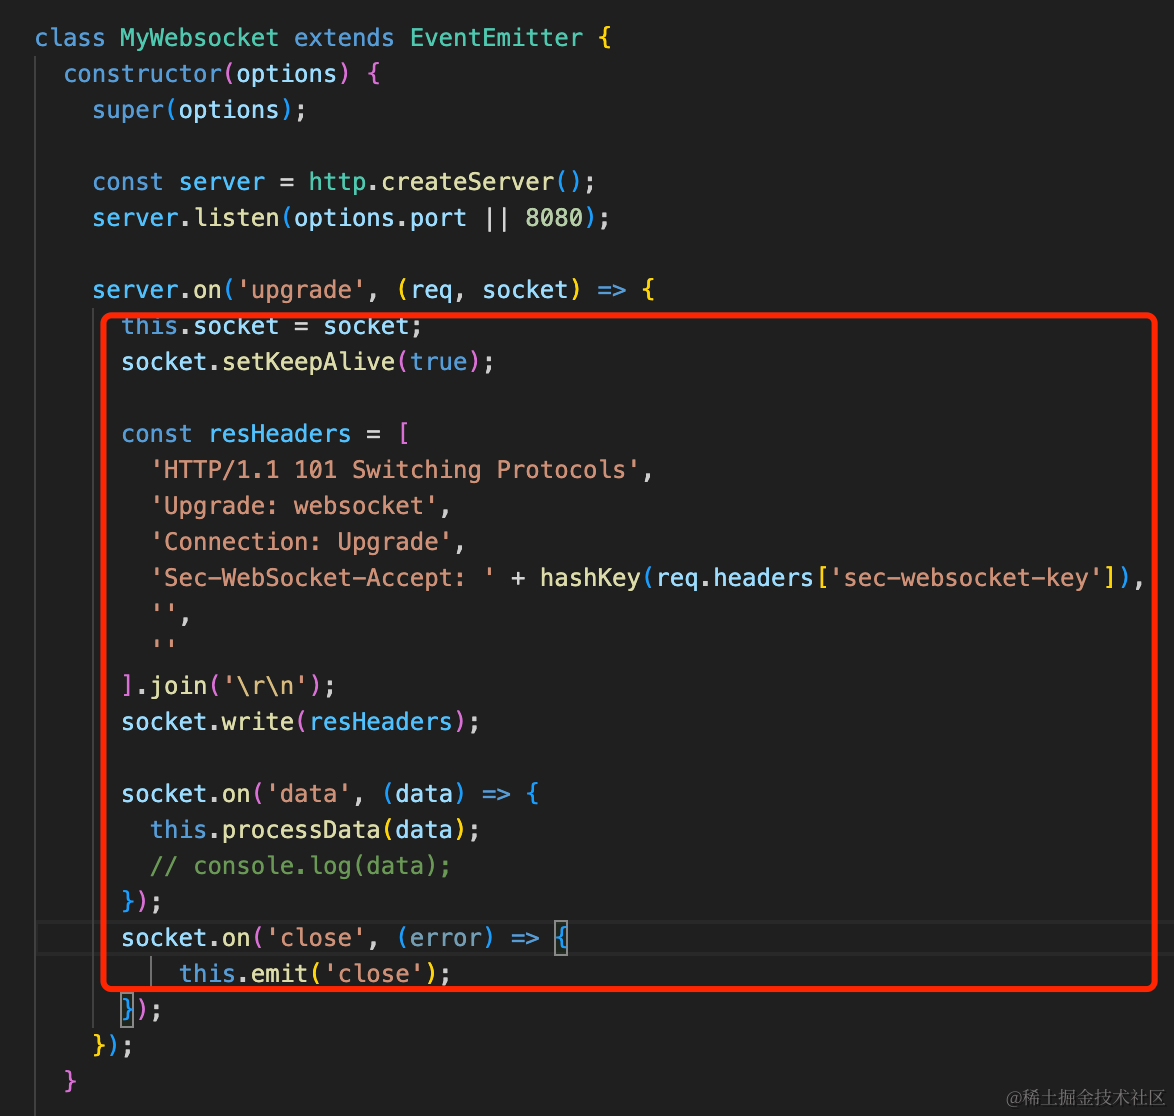 class MyWebsocket extends EventEmitter {
  constructor(options) {
    super(options);

    const server = http.createServer();
    server.listen(options.port || 8080);

    server.on('upgrade', (req, socket) => {
      this.socket = socket;
      socket.setKeepAlive(true);

      const resHeaders = [
        'HTTP/1.1 101 Switching Protocols',
        'Upgrade: websocket',
        'Connection: Upgrade',
        'Sec-WebSocket-Accept: ' + hashKey(req.headers['sec-websocket-key']),
        '',
        ''
      ].join('\r\n');
      socket.write(resHeaders);

      socket.on('data', (data) => {
        this.processData(data);
        // console.log(data);
      });
      socket.on('close', (error) => {
          this.emit('close');
      });
    });
  }
@稀土掘金技术社区